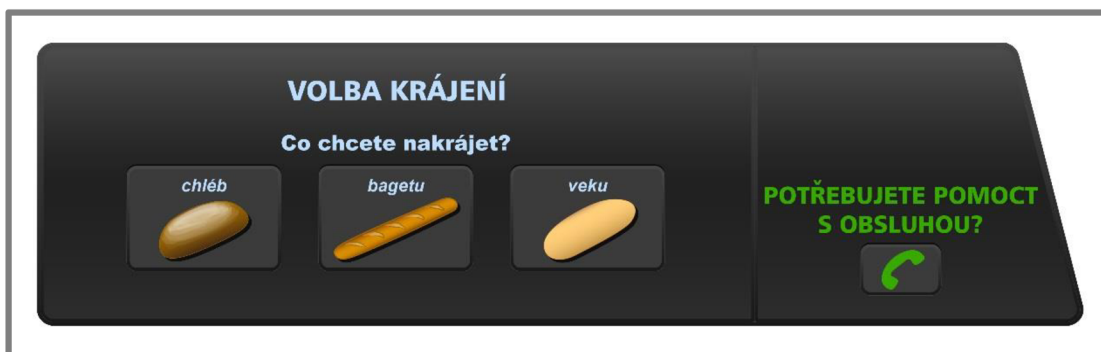 VOLBA KRÁJENÍ
Co chcete nakrájet?
chléb
bagetu
veku
POTŘEBUJETE POMOCT
S OBSLUHOU?